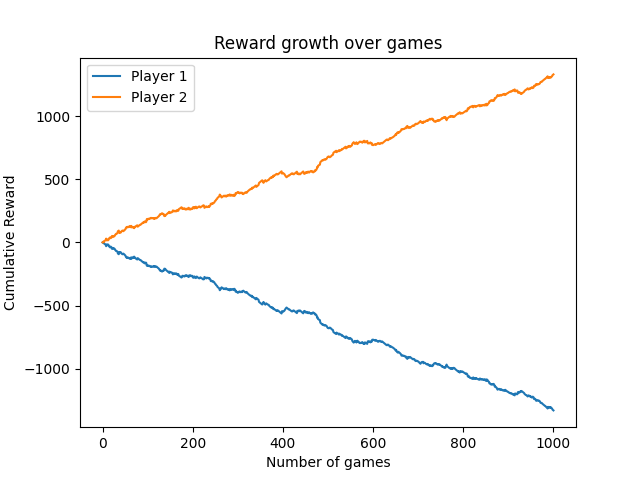 Reward growth over games
Player 1
Player 2
Cumulative Reward
1000
500
0
−500
−1000
0 200 400 600 800 1000
Number of games